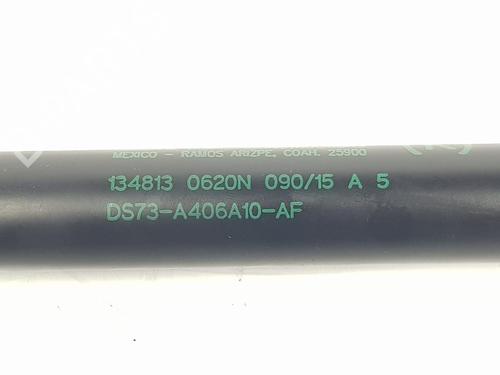 MEXICO - RAMOS ARIZPE, COAH. 25900
134813 0620N 090/15 A 5
DS73-A406A10-AF